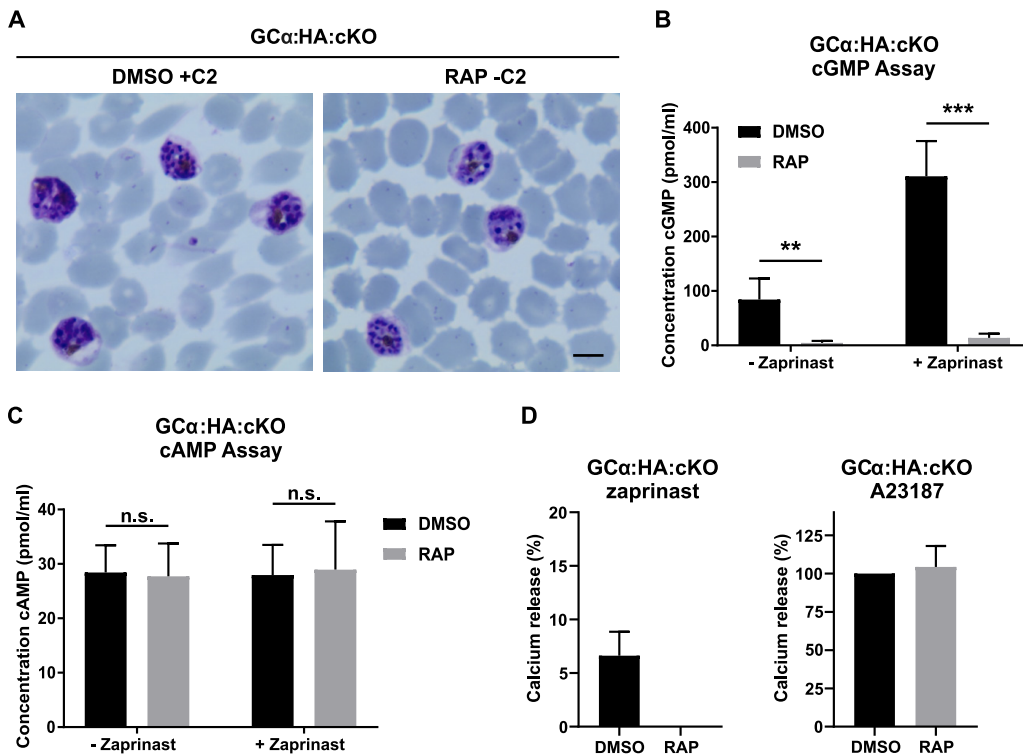 A
GCα:HA:cKO
DMSO +C2
RAP -C2
B
GCα:HA:cKO
cGMP Assay
Concentration cGMP (pmol/ml)
400
300
200
100
0
DMSO
RAP
**
***
- Zaprinast
+ Zaprinast
C
GCα:HA:cKO
cAMP Assay
Concentration cAMP (pmol/ml)
40
30
20
10
0
n.s.
n.s.
DMSO
RAP
- Zaprinast
+ Zaprinast
D
GCα:HA:cKO
zaprinast
Calcium release (%)
20
15
10
5
0
DMSO
RAP
GCα:HA:cKO
A23187
Calcium release (%)
125
100
75
50
25
0
DMSO
RAP